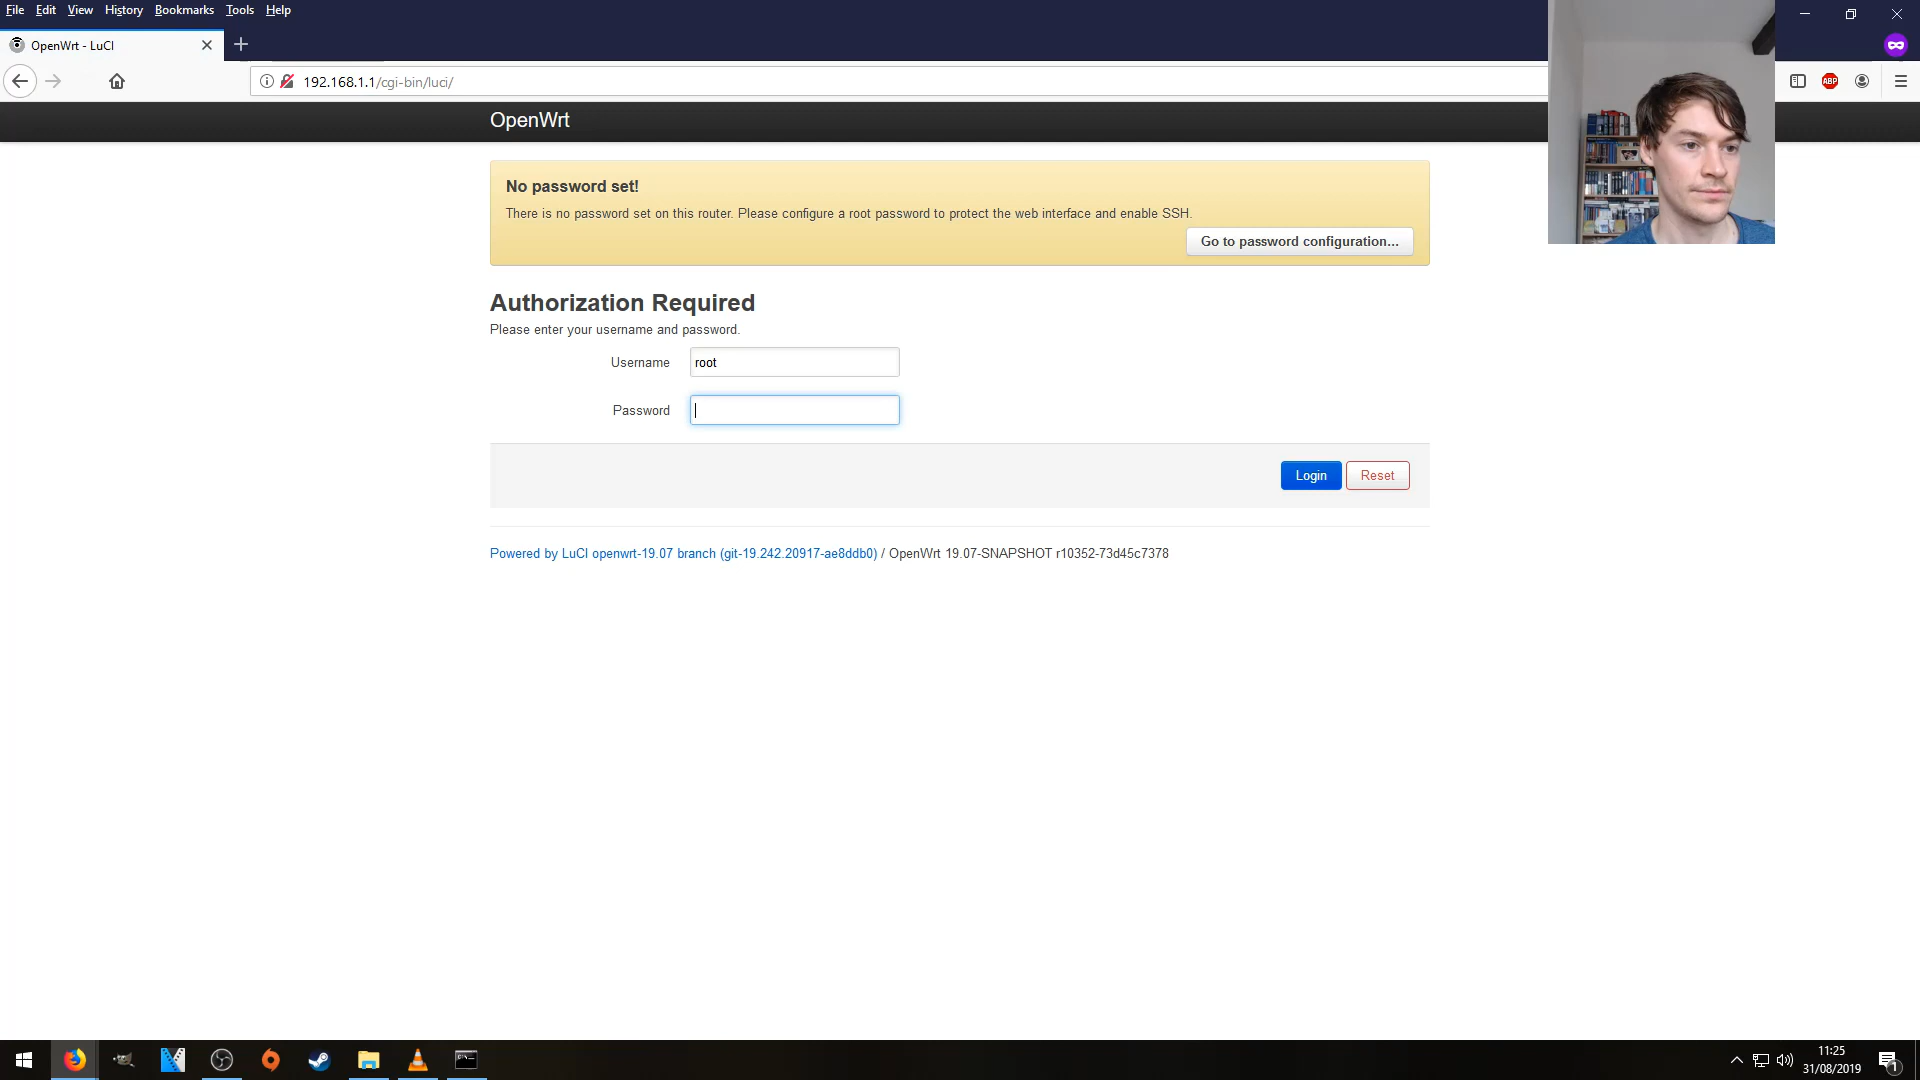 File Edit View History Bookmarks Tools Help
OpenWrt - LuCI
192.168.1.1/cgi-bin/luci/
ABP
OpenWrt
No password set!
There is no password set on this router. Please configure a root password to protect the web interface and enable SSH.
Go to password configuration...
Authorization Required
Please enter your username and password.
Username root
Password
Login Reset
Powered by LuCI openwrt-19.07 branch (git-19.242.20917-ae8ddb0) / OpenWrt 19.07-SNAPSHOT r10352-73d45c7378
11:25
31/08/2019
1